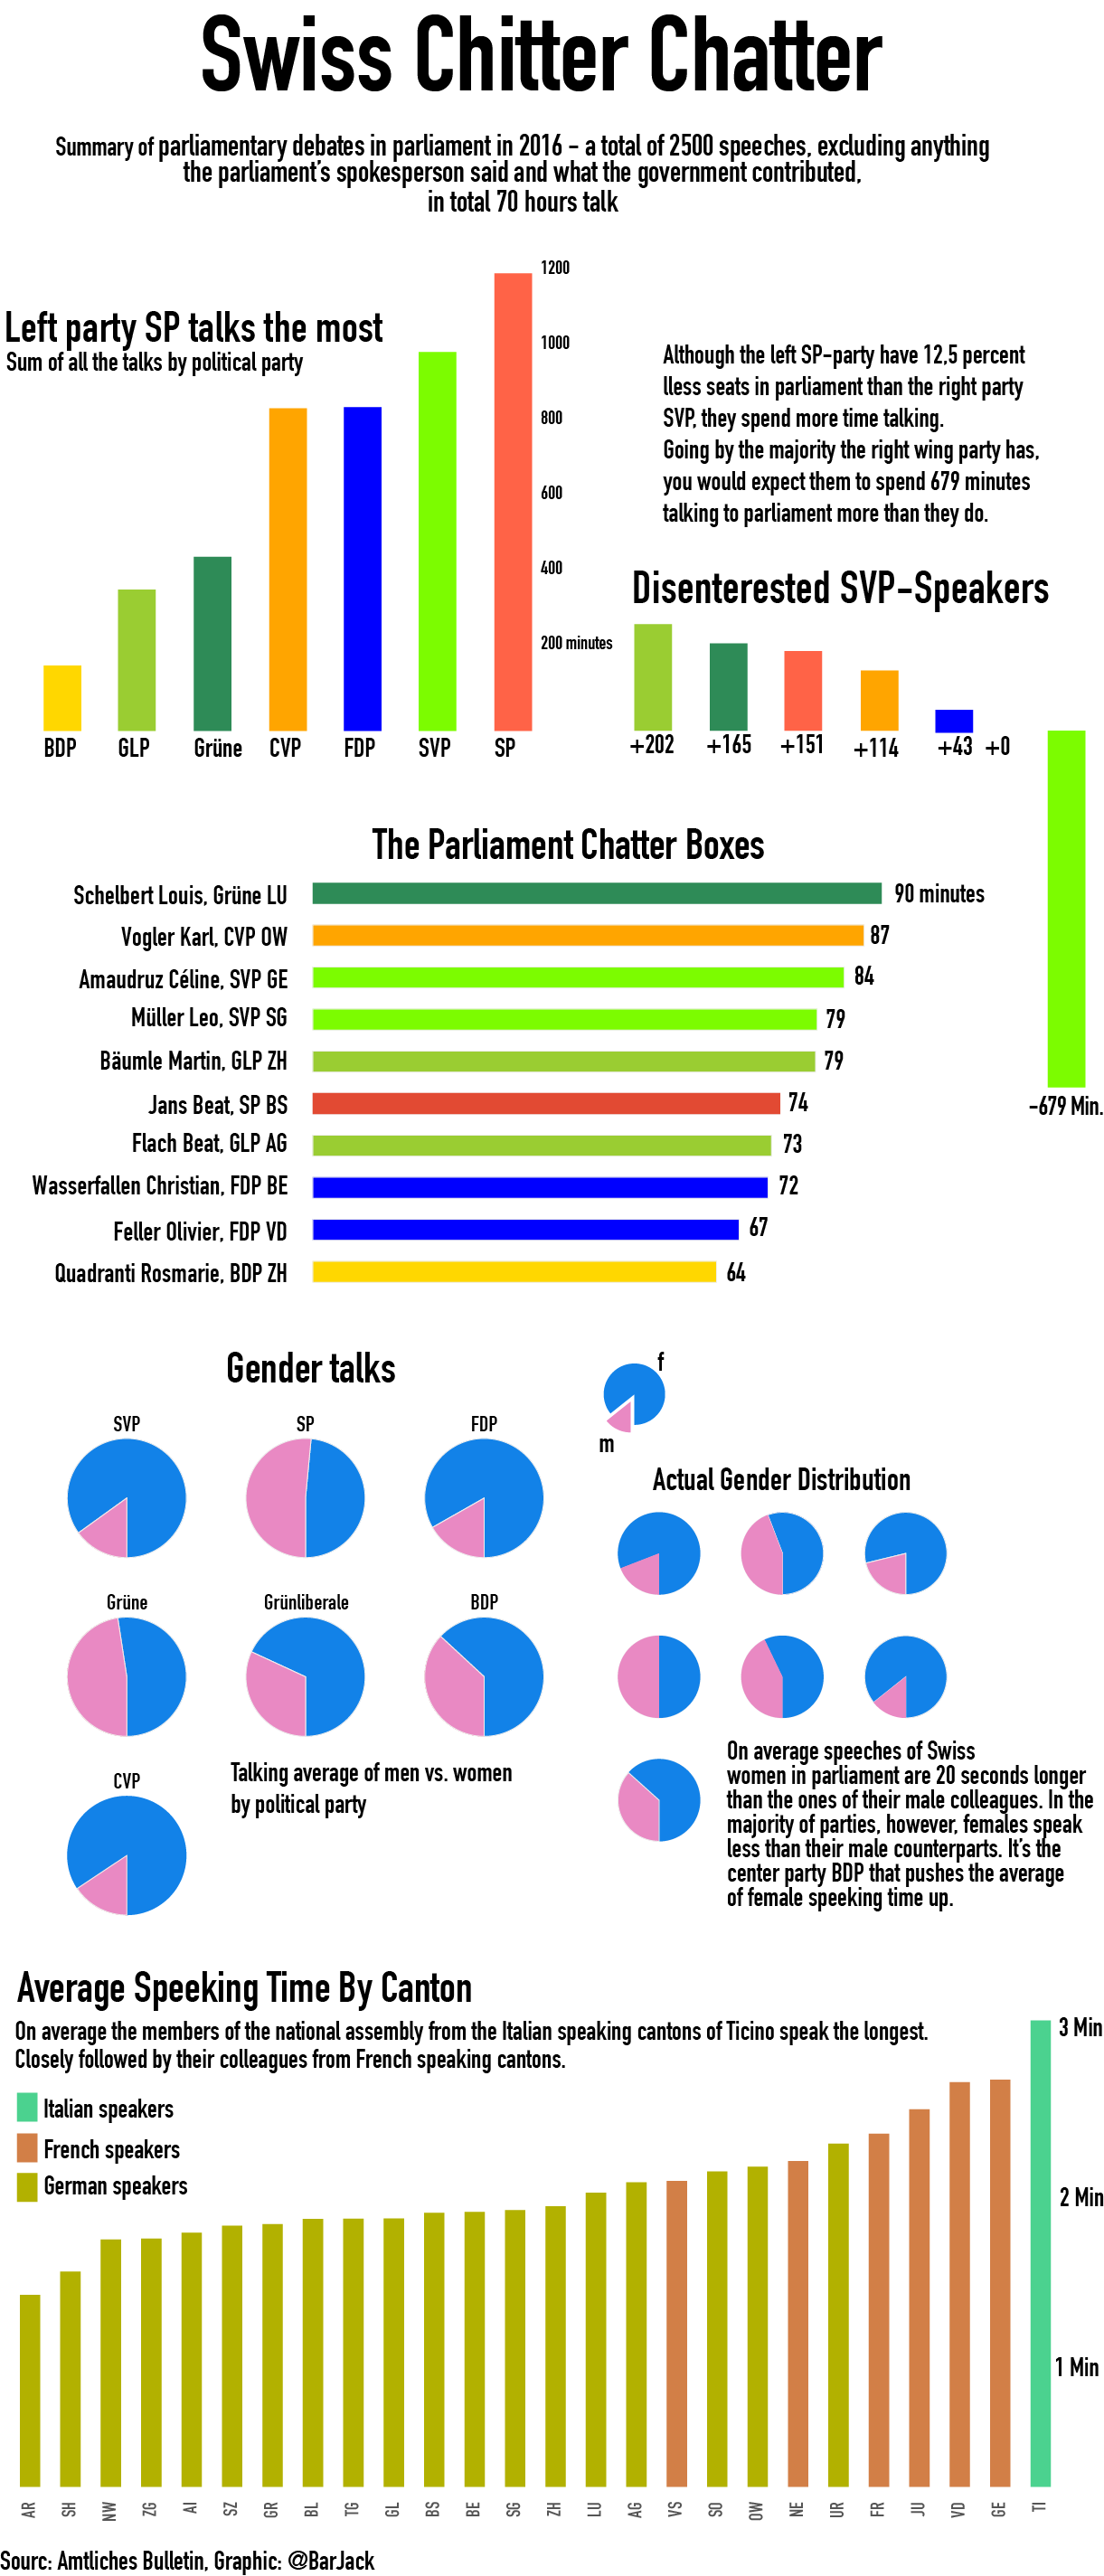 Swiss Chitter Chatter
Summary of parliamentary debates in parliament in 2016 - a total of 2500 speeches, excluding anything
the parliament's spokesperson said and what the government contributed,
in total 70 hours talk
Left party SP talks the most
Sum of all the talks by political party
1200
1000
800
600
400
200 minutes
BDP
GLP
Grüne
CVP
FDP
SVP
SP
Although the left SP-party have 12,5 percent
lless seats in parliament than the right party
SVP, they spend more time talking.
Going by the majority the right wing party has,
you would expect them to spend 679 minutes
talking to parliament more than they do.
Disenterested SVP-Speakers
+202
+165
+151
+114
+43
+0
-679 Min.
The Parliament Chatter Boxes
Schelbert Louis, Grüne LU
90 minutes
Vogler Karl, CVP OW
87
Amaudruz Céline, SVP GE
84
Müller Leo, SVP SG
79
Bäumle Martin, GLP ZH
79
Jans Beat, SP BS
74
Flach Beat, GLP AG
73
Wasserfallen Christian, FDP BE
72
Feller Olivier, FDP VD
67
Quadranti Rosmarie, BDP ZH
64
Gender talks
f
m
SVP
SP
FDP
Grüne
Grünliberale
BDP
CVP
Talking average of men vs. women
by political party
Actual Gender Distribution
On average speeches of Swiss
women in parliament are 20 seconds longer
than the ones of their male colleagues. In the
majority of parties, however, females speak
less than their male counterparts. It's the
center party BDP that pushes the average
of female speeking time up.
Average Speeking Time By Canton
On average the members of the national assembly from the Italian speaking cantons of Ticino speak the longest.
Closely followed by their colleagues from French speaking cantons.
Italian speakers
French speakers
German speakers
3 Min
2 Min
1 Min
AR
SH
NW
ZG
AI
SZ
GR
BL
TG
GL
BS
BE
SG
ZH
LU
AG
VS
SO
OW
NE
UR
FR
JU
VD
GE
TI
Sourc: Amtliches Bulletin, Graphic: @BarJack